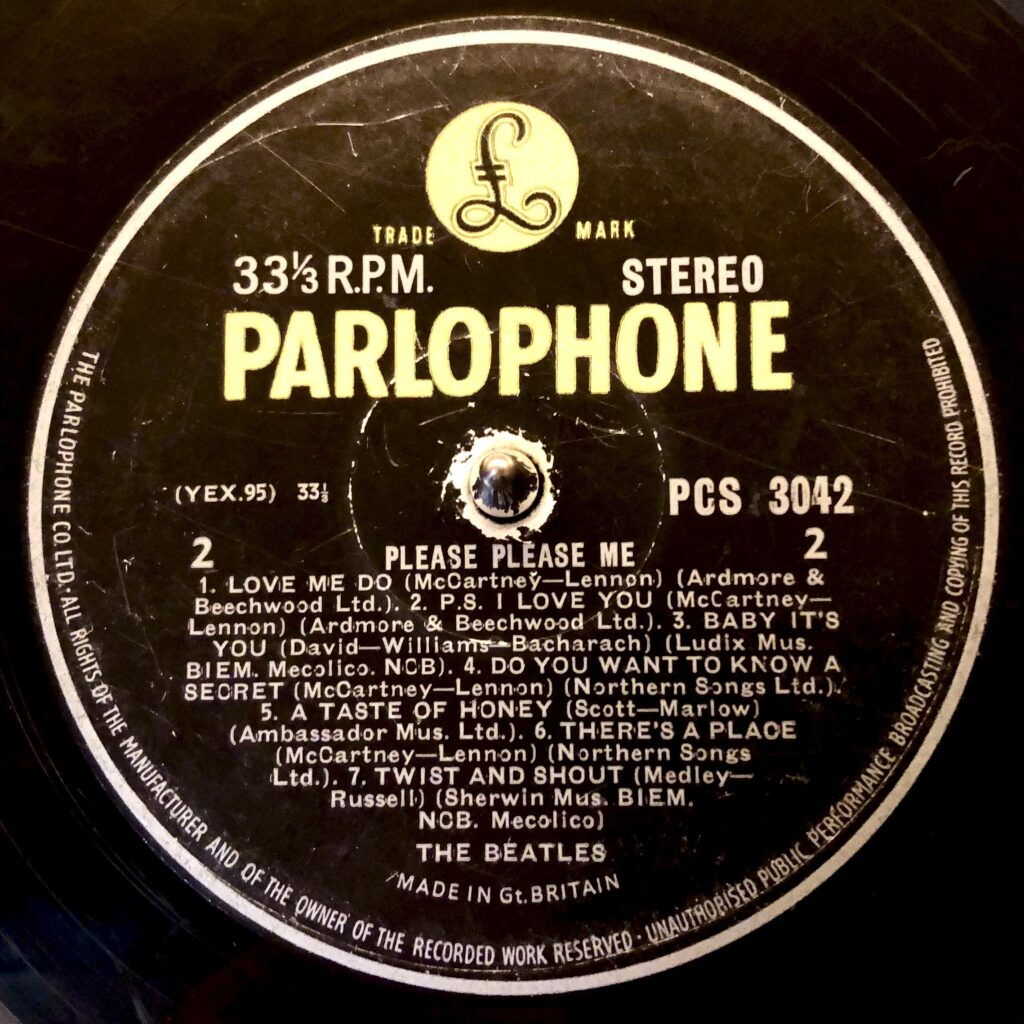 £
TRADE MARK
33⅓ R.P.M. STEREO
PARLOPHONE
(YEX.95) 33⅓ PCS 3042
2 2
PLEASE PLEASE ME
1. LOVE ME DO (McCartney—Lennon) (Ardmore &
Beechwood Ltd.). 2. P.S. I LOVE YOU (McCartney—
Lennon) (Ardmore & Beechwood Ltd.). 3. BABY IT'S
YOU (David—Williams—Bacharach) (Ludix Mus.
BIEM. Mecolico. NCB). 4. DO YOU WANT TO KNOW A
SECRET (McCartney—Lennon) (Northern Songs Ltd.).
5. A TASTE OF HONEY (Scott—Marlow)
(Ambassador Mus. Ltd.). 6. THERE'S A PLACE
(McCartney—Lennon) (Northern Songs
Ltd.). 7. TWIST AND SHOUT (Medley—
Russell) (Sherwin Mus. BIEM.
NCB. Mecolico)
THE BEATLES
MADE IN Gt. BRITAIN
THE PARLOPHONE CO. LTD. · ALL RIGHTS OF THE MANUFACTURER AND OF THE OWNER OF THE RECORDED WORK RESERVED · UNAUTHORISED PUBLIC PERFORMANCE BROADCASTING AND COPYING OF THIS RECORD PROHIBITED